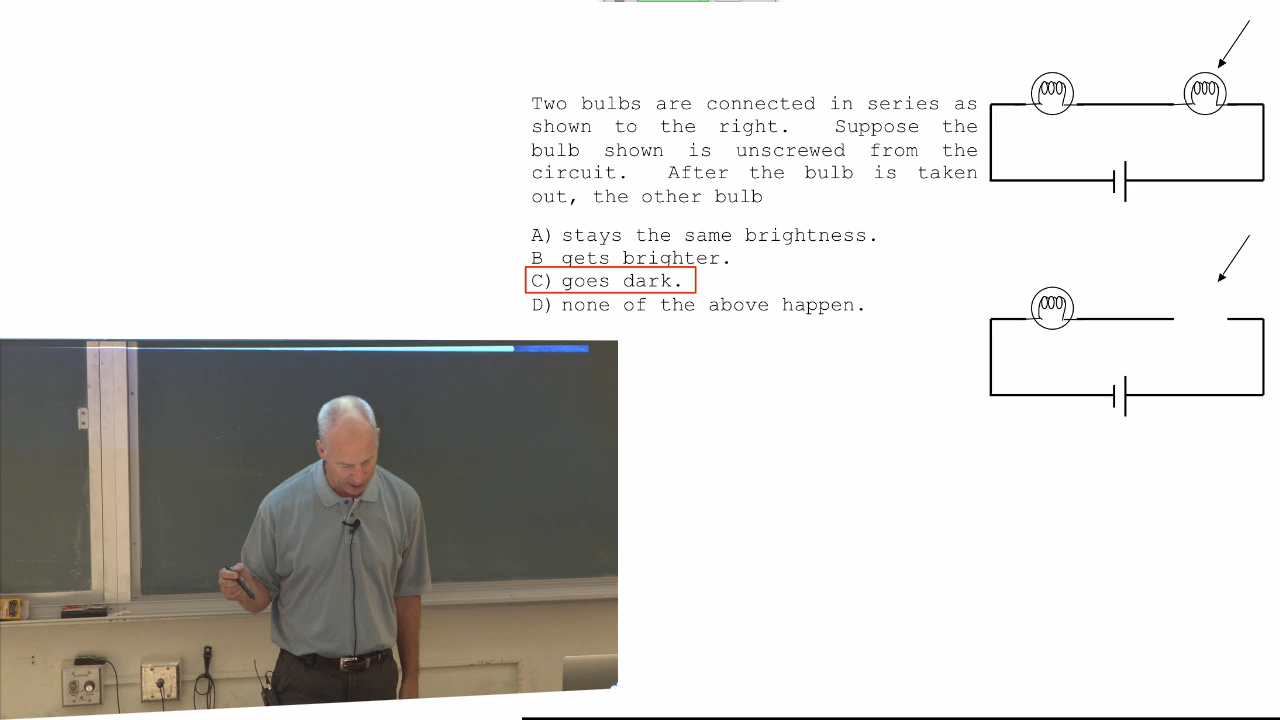 Two bulbs are connected in series as
shown to the right. Suppose the
bulb shown is unscrewed from the
circuit. After the bulb is taken
out, the other bulb
A) stays the same brightness.
B gets brighter.
C) goes dark.
D) none of the above happen.